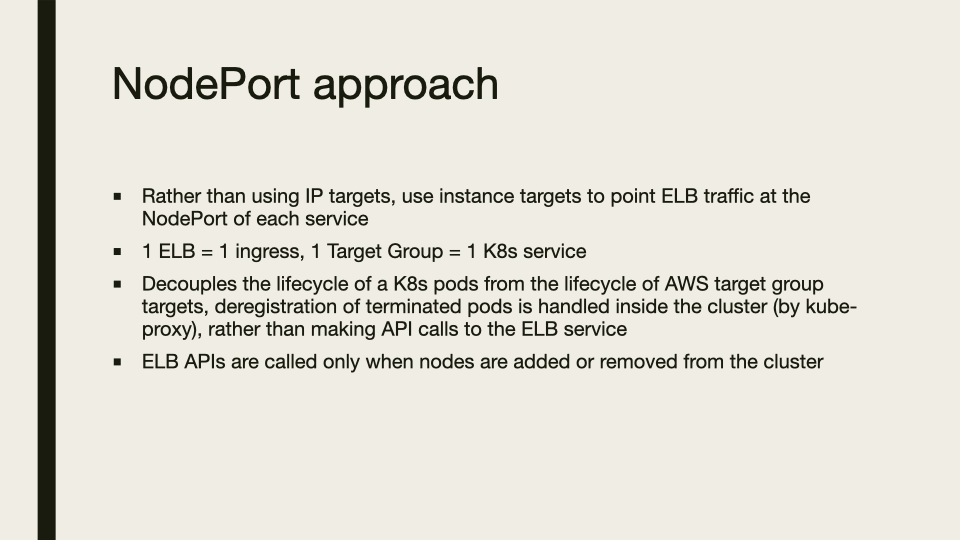 NodePort approach
▪ Rather than using IP targets, use instance targets to point ELB traffic at the
NodePort of each service
▪ 1 ELB = 1 ingress, 1 Target Group = 1 K8s service
▪ Decouples the lifecycle of a K8s pods from the lifecycle of AWS target group
targets, deregistration of terminated pods is handled inside the cluster (by kube-
proxy), rather than making API calls to the ELB service
▪ ELB APIs are called only when nodes are added or removed from the cluster